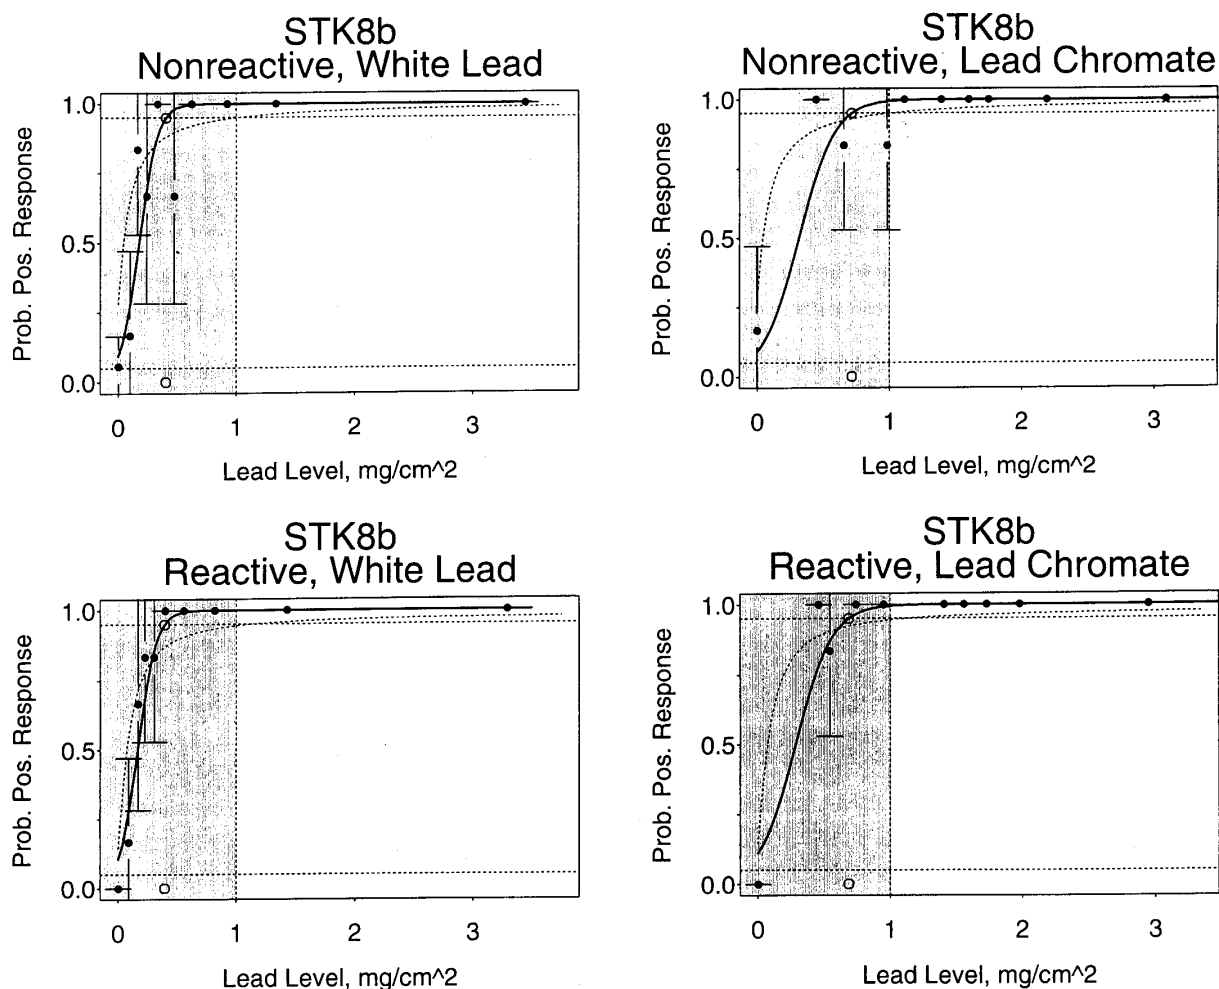 STK8b
Nonreactive, White Lead
Prob. Pos. Response
1.0
0.5
0.0
0 1 2 3
Lead Level, mg/cm^2
STK8b
Nonreactive, Lead Chromate
Prob. Pos. Response
1.0
0.5
0.0
0 1 2 3
Lead Level, mg/cm^2
STK8b
Reactive, White Lead
Prob. Pos. Response
1.0
0.5
0.0
0 1 2 3
Lead Level, mg/cm^2
STK8b
Reactive, Lead Chromate
Prob. Pos. Response
1.0
0.5
0.0
0 1 2 3
Lead Level, mg/cm^2